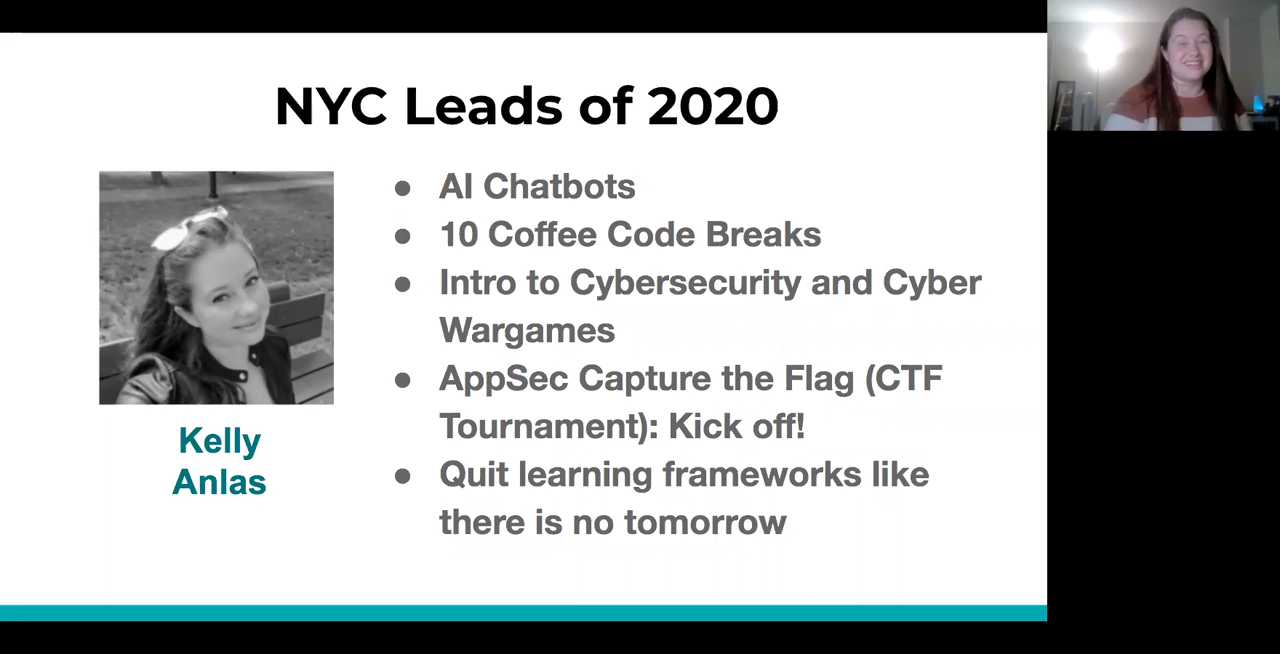 NYC Leads of 2020
Kelly
Anlas
● AI Chatbots
● 10 Coffee Code Breaks
● Intro to Cybersecurity and Cyber
Wargames
● AppSec Capture the Flag (CTF
Tournament): Kick off!
● Quit learning frameworks like
there is no tomorrow